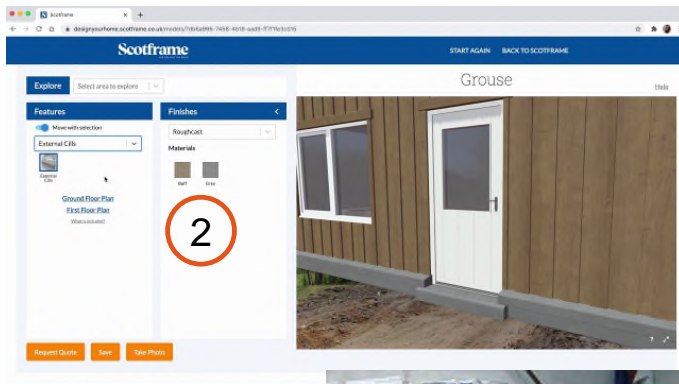 Scotframe
designyourhome.scotframe.co.uk/models/
Scotframe
START AGAIN BACK TO SCOTFRAME
Explore Select area to explore
Grouse
Features
Finishes
Move with selection
External Cills
Roughcast
Materials
External
Cills
Buff Grey
Ground Floor Plan
First Floor Plan
What is included?
2
Request Quote Save Take Photo